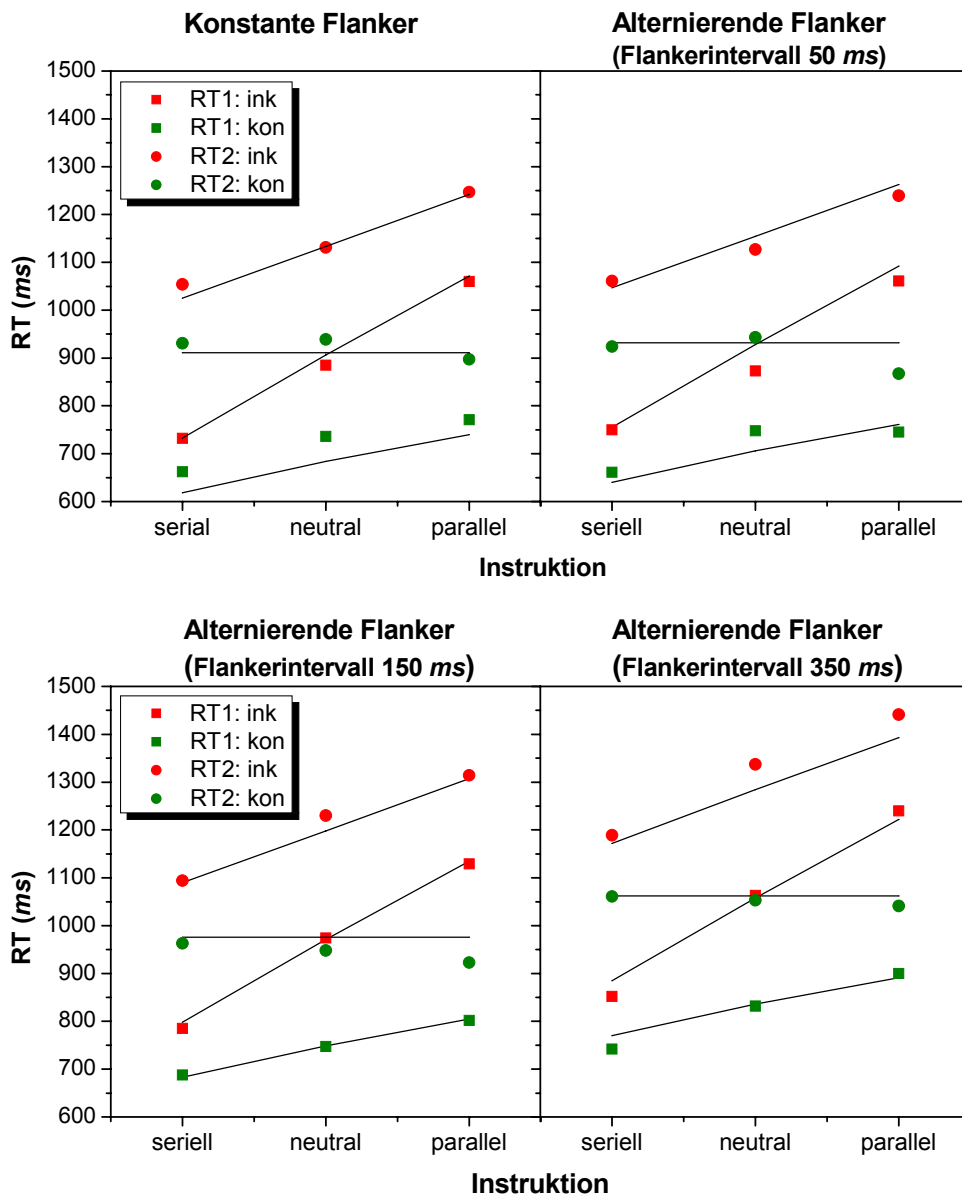 Konstante Flanker
Alternierende Flanker
(Flankerintervall 50 ms)
1500
1400
1300
1200
1100
1000
900
800
700
600
RT (ms)
RT1: ink
RT1: kon
RT2: ink
RT2: kon
serial neutral parallel
seriell neutral parallel
Instruktion
Alternierende Flanker
(Flankerintervall 150 ms)
Alternierende Flanker
(Flankerintervall 350 ms)
1500
1400
1300
1200
1100
1000
900
800
700
600
RT (ms)
RT1: ink
RT1: kon
RT2: ink
RT2: kon
seriell neutral parallel
seriell neutral parallel
Instruktion